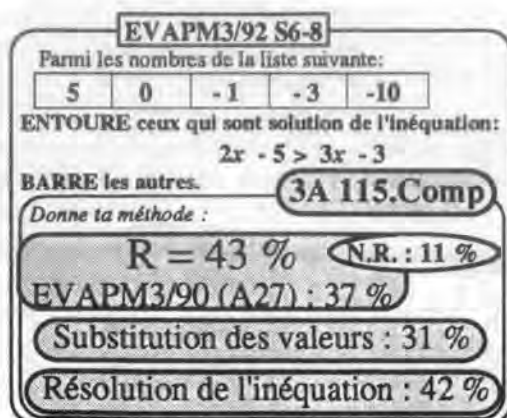 EVAPM3/92 S6-8
Parmi les nombres de la liste suivante:
5 0 -1 -3 -10
ENTOURE ceux qui sont solution de l'inéquation:
2x - 5 > 3x - 3
BARRE les autres.
3A 115.Comp
Donne ta méthode :
R = 43 % N.R. : 11 %
EVAPM3/90 (A27) : 37 %
Substitution des valeurs : 31 %
Résolution de l'inéquation : 42 %